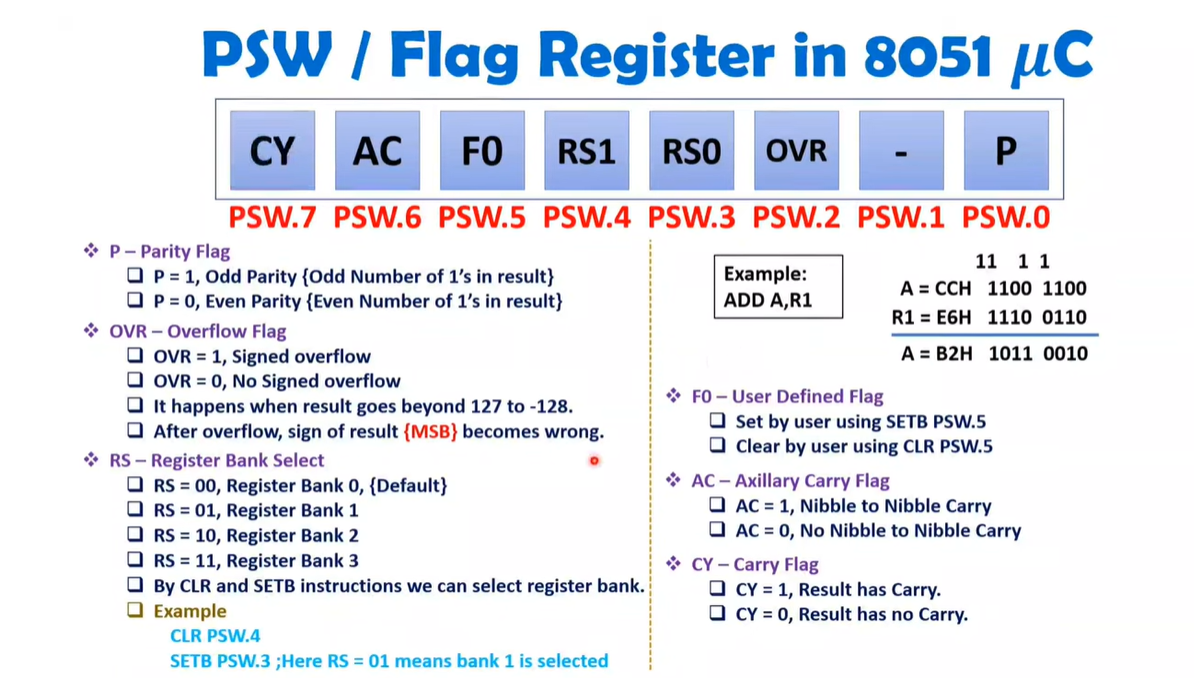 PSW / Flag Register in 8051 μC
CY AC F0 RS1 RS0 OVR - P
PSW.7 PSW.6 PSW.5 PSW.4 PSW.3 PSW.2 PSW.1 PSW.0
❖ P – Parity Flag
❑ P = 1, Odd Parity {Odd Number of 1's in result}
❑ P = 0, Even Parity {Even Number of 1's in result}
❖ OVR – Overflow Flag
❑ OVR = 1, Signed overflow
❑ OVR = 0, No Signed overflow
❑ It happens when result goes beyond 127 to -128.
❑ After overflow, sign of result {MSB} becomes wrong.
❖ RS – Register Bank Select
❑ RS = 00, Register Bank 0, {Default}
❑ RS = 01, Register Bank 1
❑ RS = 10, Register Bank 2
❑ RS = 11, Register Bank 3
❑ By CLR and SETB instructions we can select register bank.
❑ Example
CLR PSW.4
SETB PSW.3 ;Here RS = 01 means bank 1 is selected
Example:
ADD A,R1
11 1 1
A = CCH 1100 1100
R1 = E6H 1110 0110
A = B2H 1011 0010
❖ F0 – User Defined Flag
❑ Set by user using SETB PSW.5
❑ Clear by user using CLR PSW.5
❖ AC – Axillary Carry Flag
❑ AC = 1, Nibble to Nibble Carry
❑ AC = 0, No Nibble to Nibble Carry
❖ CY – Carry Flag
❑ CY = 1, Result has Carry.
❑ CY = 0, Result has no Carry.